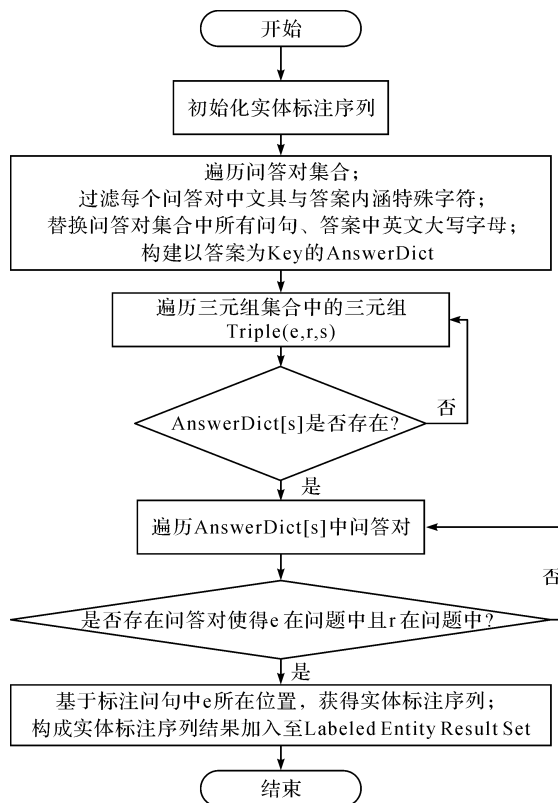 开始
初始化实体标注序列
遍历问答对集合;
过滤每个问答对中文具与答案内涵特殊字符;
替换问答对集合中所有问句、答案中英文大写字母;
构建以答案为Key的AnswerDict
遍历三元组集合中的三元组
Triple(e,r,s)
否
AnswerDict[s]是否存在?
是
遍历AnswerDict[s]中问答对
否
是否存在问答对使得e在问题中且r在问题中?
是
基于标注问句中e所在位置, 获得实体标注序列;
构成实体标注序列结果加入至Labeled Entity Result Set
结束